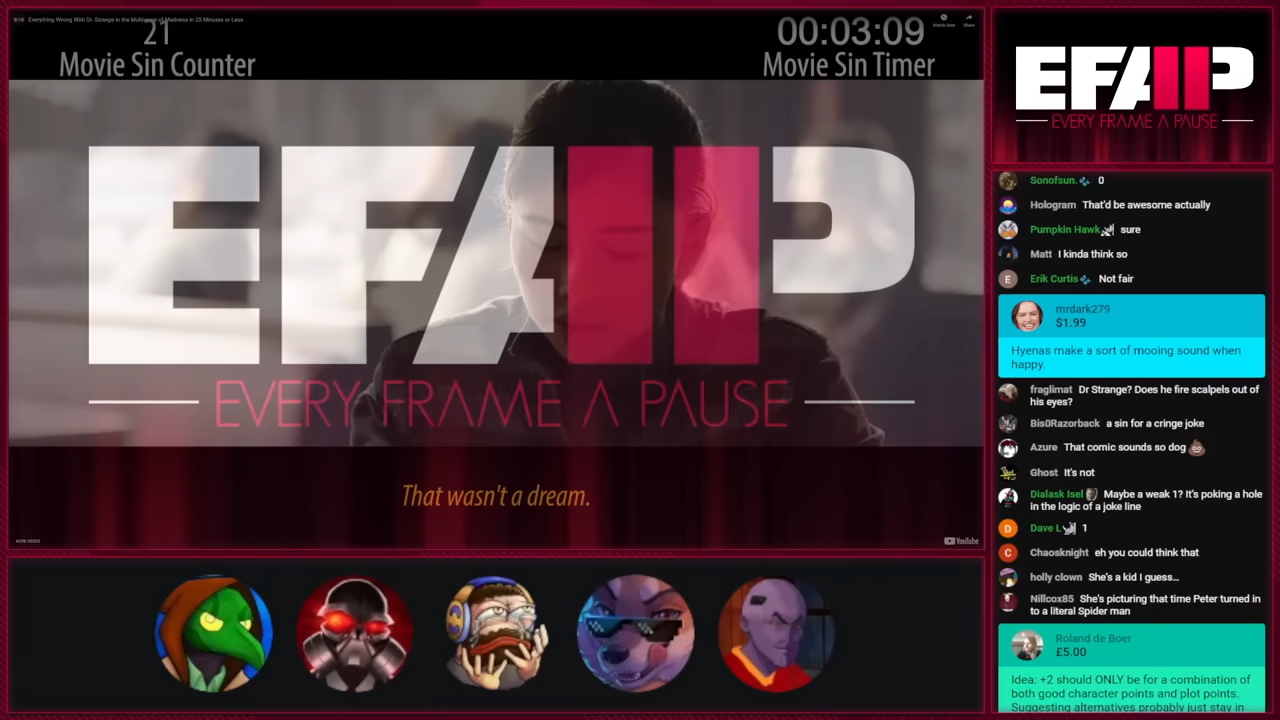 Everything Wrong With Dr. Strange in the Multiverse of Madness In 23 Minutes or Less
21
Movie Sin Counter
00:03:09
Movie Sin Timer
Watch later
Share
EFAP
EVERY FRAME A PAUSE
That wasn't a dream.
MORE VIDEOS
YouTube
EFAP
EVERY FRAME A PAUSE
Sonofsun. 0
Hologram That'd be awesome actually
Pumpkin Hawk sure
Matt I kinda think so
E Erik Curtis Not fair
mrdark279
$1.99
Hyenas make a sort of mooing sound when
happy.
fraglimat Dr Strange? Does he fire scalpels out of
his eyes?
Bis0Razorback a sin for a cringe joke
Azure That comic sounds so dog 💩
Ghost It's not
Dialask Isel Maybe a weak 1? It's poking a hole
in the logic of a joke line
D Dave L 1
C Chaosknight eh you could think that
holly clown She's a kid I guess...
Nillcox85 She's picturing that time Peter turned in
to a literal Spider man
Roland de Boer
£5.00
Idea: +2 should ONLY be for a combination of
both good character points and plot points.
Suggesting alternatives probably just stay in